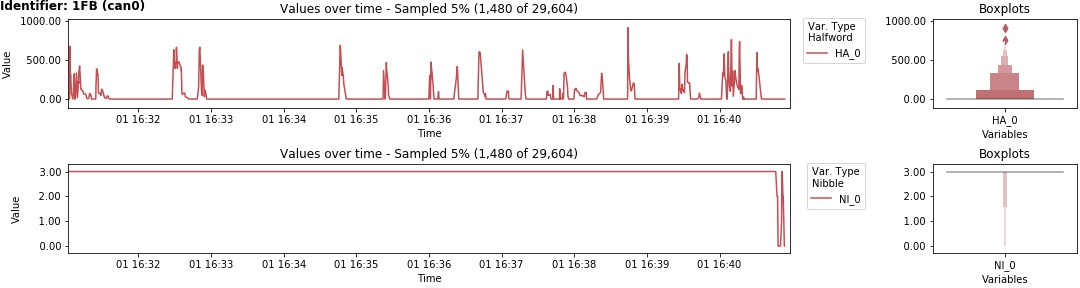 Identifier: 1FB (can0)
Values over time - Sampled 5% (1,480 of 29,604)
Boxplots
1000.00
500.00
0.00
Value
01 16:32 01 16:33 01 16:34 01 16:35 01 16:36 01 16:37 01 16:38 01 16:39 01 16:40
Time
Var. Type
Halfword
HA_0
1000.00
500.00
0.00
HA_0
Variables
Values over time - Sampled 5% (1,480 of 29,604)
Boxplots
3.00
2.00
1.00
0.00
Value
01 16:32 01 16:33 01 16:34 01 16:35 01 16:36 01 16:37 01 16:38 01 16:39 01 16:40
Time
Var. Type
Nibble
NI_0
3.00
2.00
1.00
0.00
NI_0
Variables